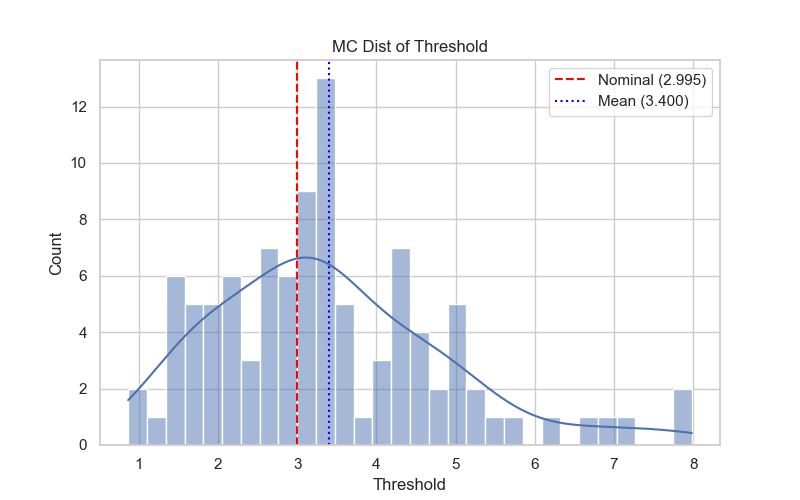 MC Dist of Threshold
Nominal (2.995)
Mean (3.400)
12
10
8
6
4
2
0
Count
1 2 3 4 5 6 7 8
Threshold